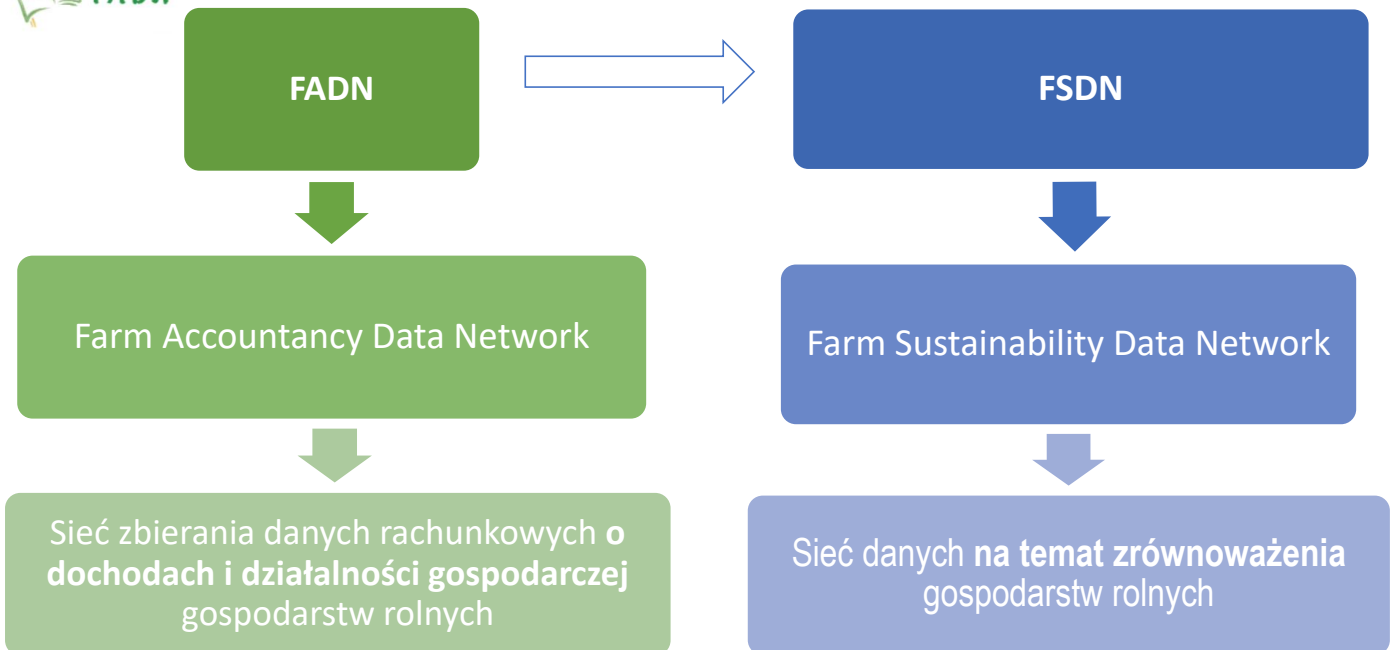 FADN
FSDN
Farm Accountancy Data Network
Farm Sustainability Data Network
Sieć zbierania danych rachunkowych o
dochodach i działalności gospodarczej
gospodarstw rolnych
Sieć danych na temat zrównoważenia
gospodarstw rolnych